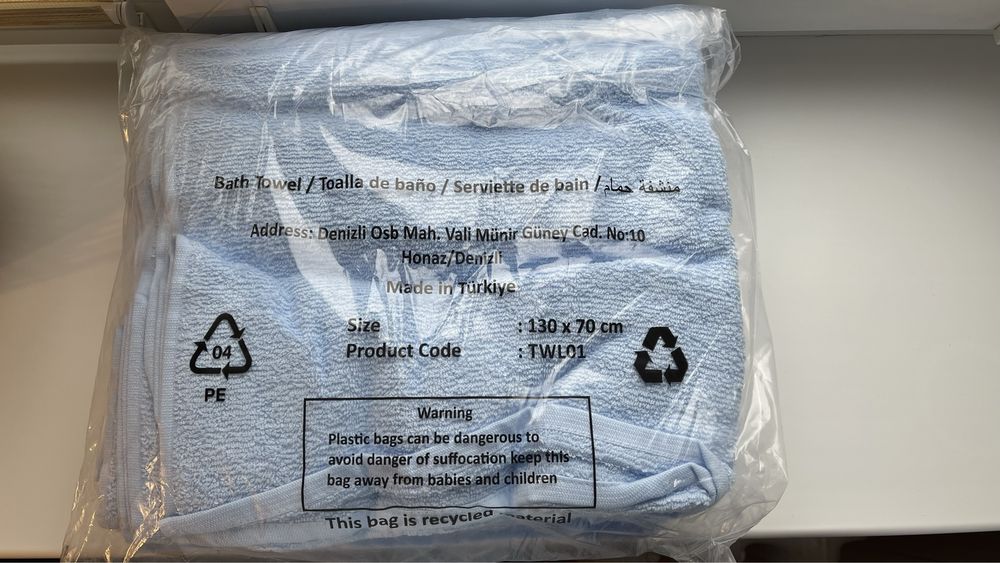 Bath Towel / Toalla de baño / Serviette de bain / منشفة حمام
Address: Denizli Osb Mah. Vali Münir Güney Cad. No:10
Honaz/Denizli
Made in Türkiye
Size : 130 x 70 cm
Product Code : TWL01
04
PE
Warning
Plastic bags can be dangerous to
avoid danger of suffocation keep this
bag away from babies and children
This bag is recycled material